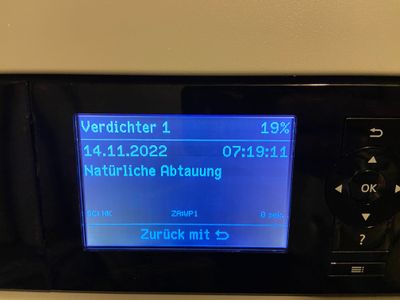 Verdichter 1 19%
14.11.2022 07:19:11
Natürliche Abtauung
Zurück mit
OK
?